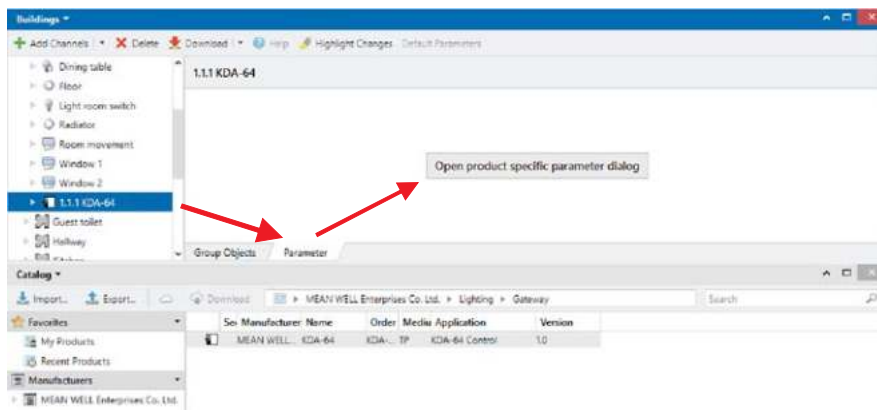 Buildings
Add Channels Delete Download Help Highlight Changes Default Parameters
Dining table
Floor
Light room switch
Radiator
Room movement
Window 1
Window 2
1.1.1 KDA-64
Guest toilet
Hallway
1.1.1 KDA-64
Open product specific parameter dialog
Group Objects Parameter
Catalog
Import.. Export.. Download MEAN WELL Enterprises Co. Ltd. Lighting Gateway Search
Favorites
My Products
Recent Products
Manufacturers
MEAN WELL Enterprises Co. Ltd.
Manufacturer Name Order Application Version
MEAN WELL... KDA-64 KDA-... TP KDA-64 Control 1.0